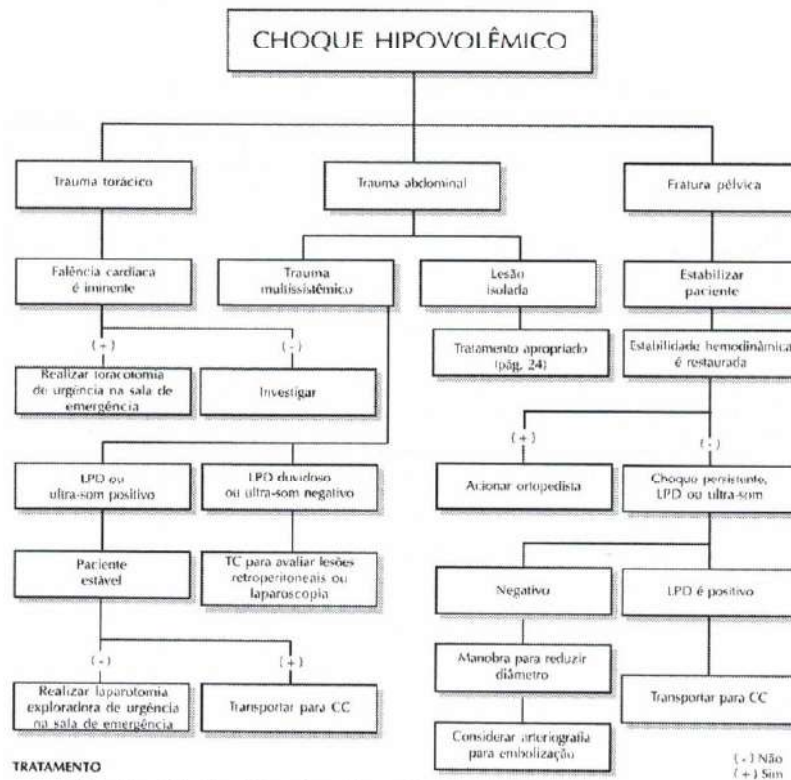 CHOQUE HIPOVOLÊMICO
Trauma torácico
Trauma abdominal
Fratura pélvica
Falência cardíaca
é iminente
Trauma
multissistêmico
Lesão
isolada
Estabilizar
paciente
(+)
(-)
Tratamento apropriado
(pág. 24)
Estabilidade hemodinâmica
é restaurada
Realizar toracotomia
de urgência na sala de
emergência
Investigar
(+)
(-)
LPD ou
ultra-som positivo
LPD duvidoso
ou ultra-som negativo
Acionar ortopedista
Choque persistente,
LPD ou ultra-som
Paciente
estável
TC para avaliar lesões
retroperitoneais ou
laparoscopia
Negativo
LPD é positivo
(-)
(+)
Manobra para reduzir
diâmetro
Realizar laparotomia
exploradora de urgência
na sala de emergência
Transportar para CC
Transportar para CC
Considerar arteriografia
para embolização
TRATAMENTO
(-) Não
(+) Sim